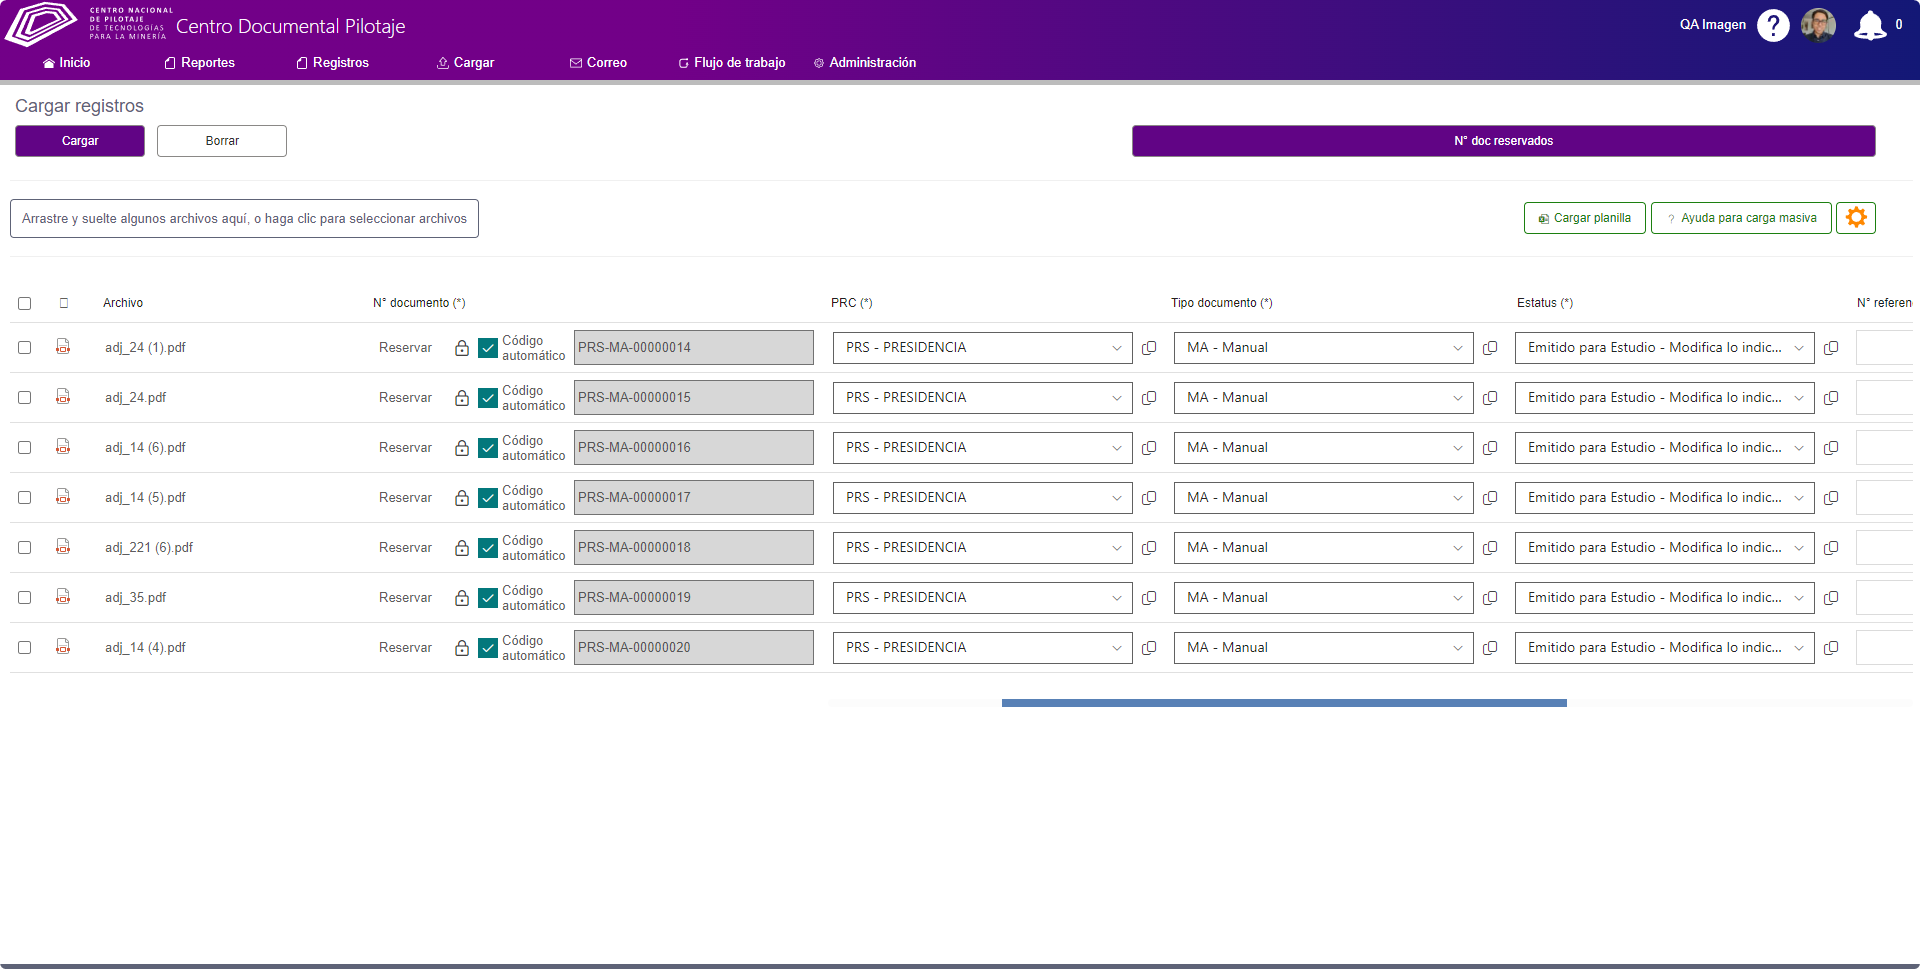 CENTRO NACIONAL
DE PILOTAJE
DE TECNOLOGÍAS
PARA LA MINERÍA
Centro Documental Pilotaje
QA Imagen
?
0
Inicio
Reportes
Registros
Cargar
Correo
Flujo de trabajo
Administración
Cargar registros
Cargar
Borrar
N° doc reservados
Arrastre y suelte algunos archivos aquí, o haga clic para seleccionar archivos
Cargar planilla
? Ayuda para carga masiva
Archivo
N° documento (*)
PRC (*)
Tipo documento (*)
Estatus (*)
N° referen
adj_24 (1).pdf
Reservar
Código
automático
PRS-MA-00000014
PRS - PRESIDENCIA
MA - Manual
Emitido para Estudio - Modifica lo indic...
adj_24.pdf
Reservar
Código
automático
PRS-MA-00000015
PRS - PRESIDENCIA
MA - Manual
Emitido para Estudio - Modifica lo indic...
adj_14 (6).pdf
Reservar
Código
automático
PRS-MA-00000016
PRS - PRESIDENCIA
MA - Manual
Emitido para Estudio - Modifica lo indic...
adj_14 (5).pdf
Reservar
Código
automático
PRS-MA-00000017
PRS - PRESIDENCIA
MA - Manual
Emitido para Estudio - Modifica lo indic...
adj_221 (6).pdf
Reservar
Código
automático
PRS-MA-00000018
PRS - PRESIDENCIA
MA - Manual
Emitido para Estudio - Modifica lo indic...
adj_35.pdf
Reservar
Código
automático
PRS-MA-00000019
PRS - PRESIDENCIA
MA - Manual
Emitido para Estudio - Modifica lo indic...
adj_14 (4).pdf
Reservar
Código
automático
PRS-MA-00000020
PRS - PRESIDENCIA
MA - Manual
Emitido para Estudio - Modifica lo indic...